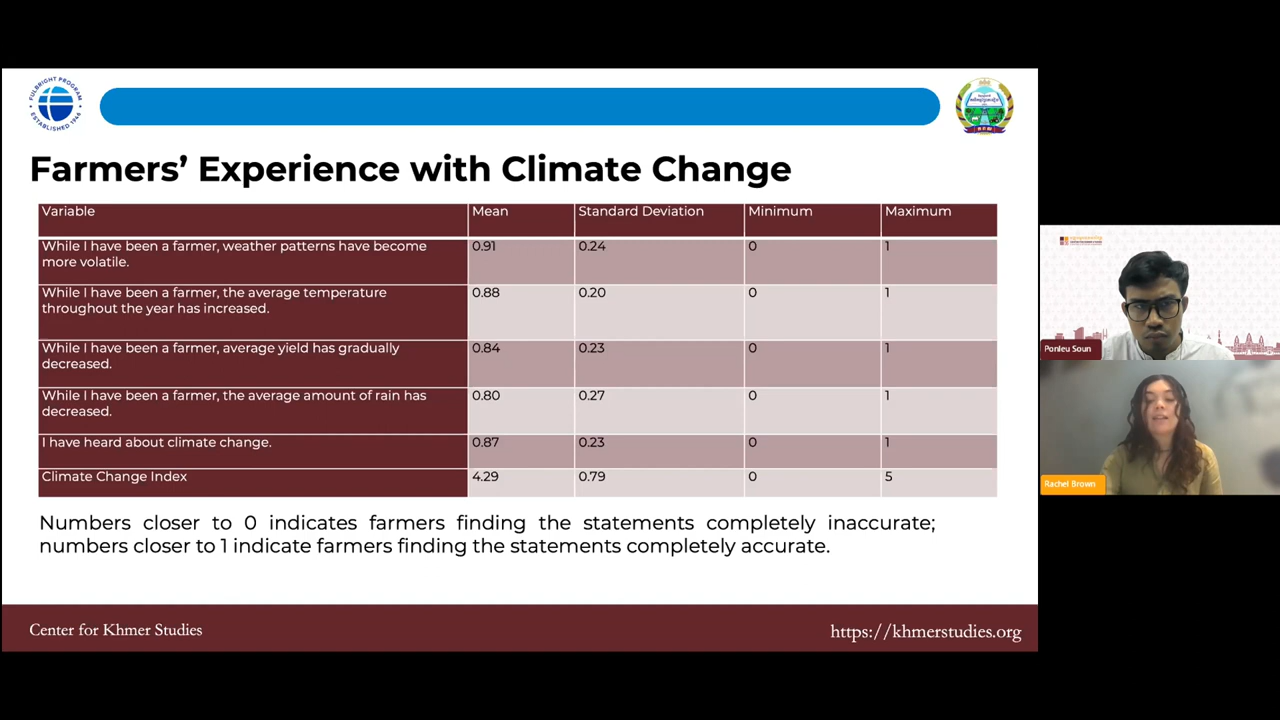 FULBRIGHT PROGRAM
ESTABLISHED 1946
Farmers’ Experience with Climate Change
Variable Mean Standard Deviation Minimum Maximum
While I have been a farmer, weather patterns have become
more volatile.
0.91 0.24 0 1
While I have been a farmer, the average temperature
throughout the year has increased.
0.88 0.20 0 1
While I have been a farmer, average yield has gradually
decreased.
0.84 0.23 0 1
While I have been a farmer, the average amount of rain has
decreased.
0.80 0.27 0 1
I have heard about climate change. 0.87 0.23 0 1
Climate Change Index 4.29 0.79 0 5
Numbers closer to 0 indicates farmers finding the statements completely inaccurate;
numbers closer to 1 indicate farmers finding the statements completely accurate.
Center for Khmer Studies
https://khmerstudies.org
Ponleu Soun
Rachel Brown